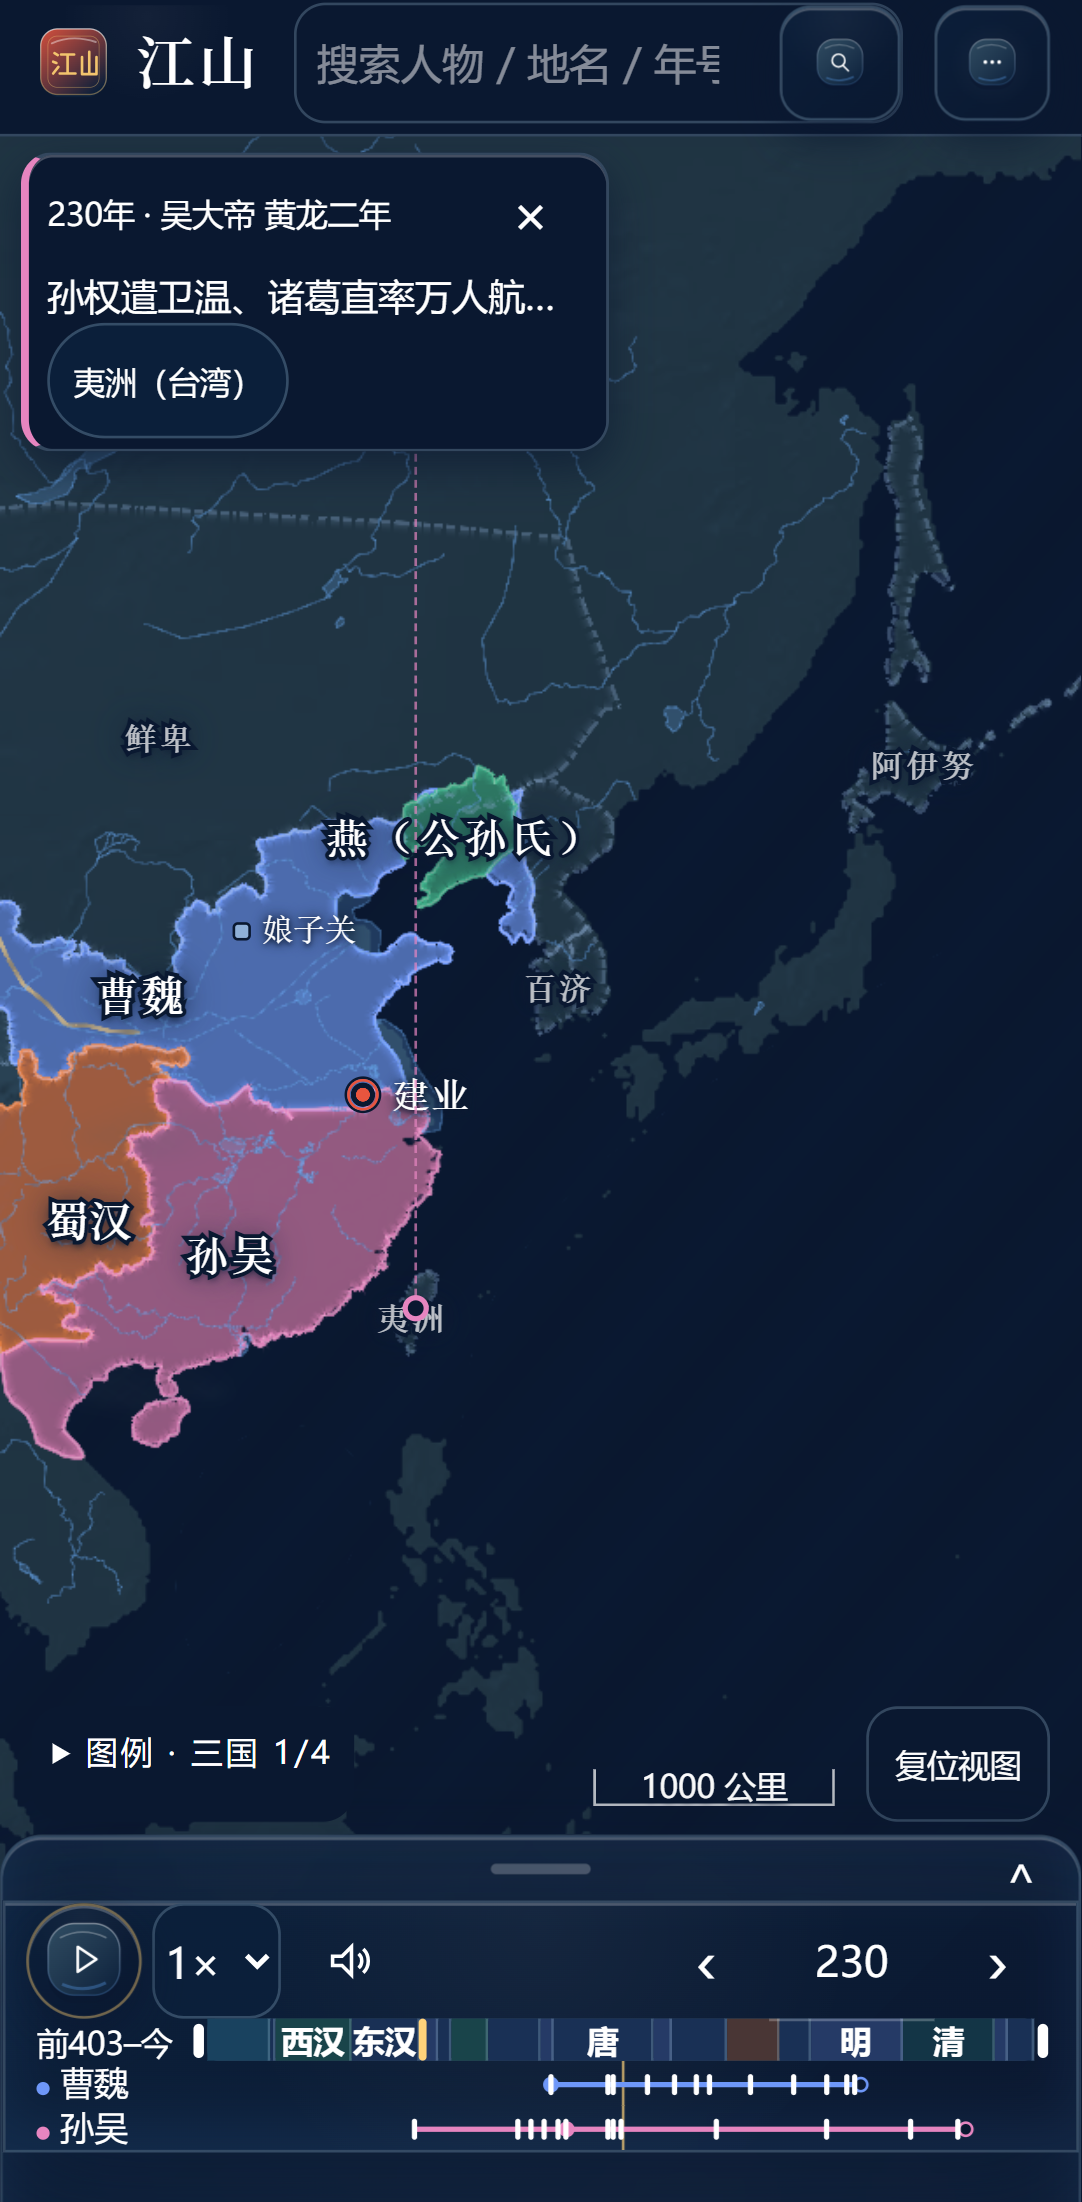 江山
江山
搜索人物 / 地名 / 年号
230年 · 吴大帝 黄龙二年
孙权遣卫温、诸葛直率万人航...
夷洲（台湾）
鲜卑
阿伊努
燕（公孙氏）
娘子关
曹魏
百济
建业
蜀汉
孙吴
夷洲
图例 · 三国 1/4
1000 公里
复位视图
1×
230
前403—今
西汉 东汉 唐 明 清
曹魏
孙吴